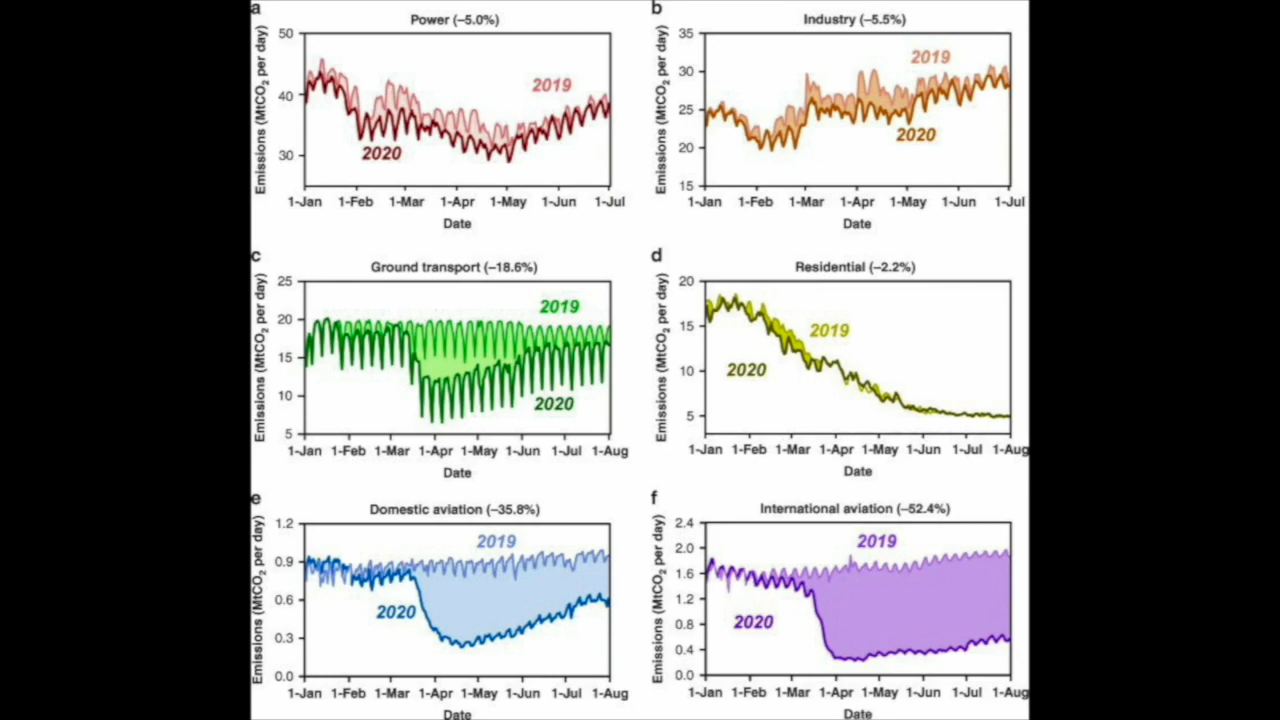 a
Power (−5.0%)
Emissions (MtCO2 per day)
50
40
30
2019
2020
1-Jan 1-Feb 1-Mar 1-Apr 1-May 1-Jun 1-Jul
Date
b
Industry (−5.5%)
Emissions (MtCO2 per day)
35
30
25
20
15
2019
2020
1-Jan 1-Feb 1-Mar 1-Apr 1-May 1-Jun 1-Jul
Date
c
Ground transport (−18.6%)
Emissions (MtCO2 per day)
25
20
15
10
5
2019
2020
1-Jan 1-Feb 1-Mar 1-Apr 1-May 1-Jun 1-Jul 1-Aug
Date
d
Residential (−2.2%)
Emissions (MtCO2 per day)
20
15
10
5
2019
2020
1-Jan 1-Feb 1-Mar 1-Apr 1-May 1-Jun 1-Jul 1-Aug
Date
e
Domestic aviation (−35.8%)
Emissions (MtCO2 per day)
1.2
0.9
0.6
0.3
0.0
2019
2020
1-Jan 1-Feb 1-Mar 1-Apr 1-May 1-Jun 1-Jul 1-Aug
Date
f
International aviation (−52.4%)
Emissions (MtCO2 per day)
2.4
2.0
1.6
1.2
0.8
0.4
0.0
2019
2020
1-Jan 1-Feb 1-Mar 1-Apr 1-May 1-Jun 1-Jul 1-Aug
Date